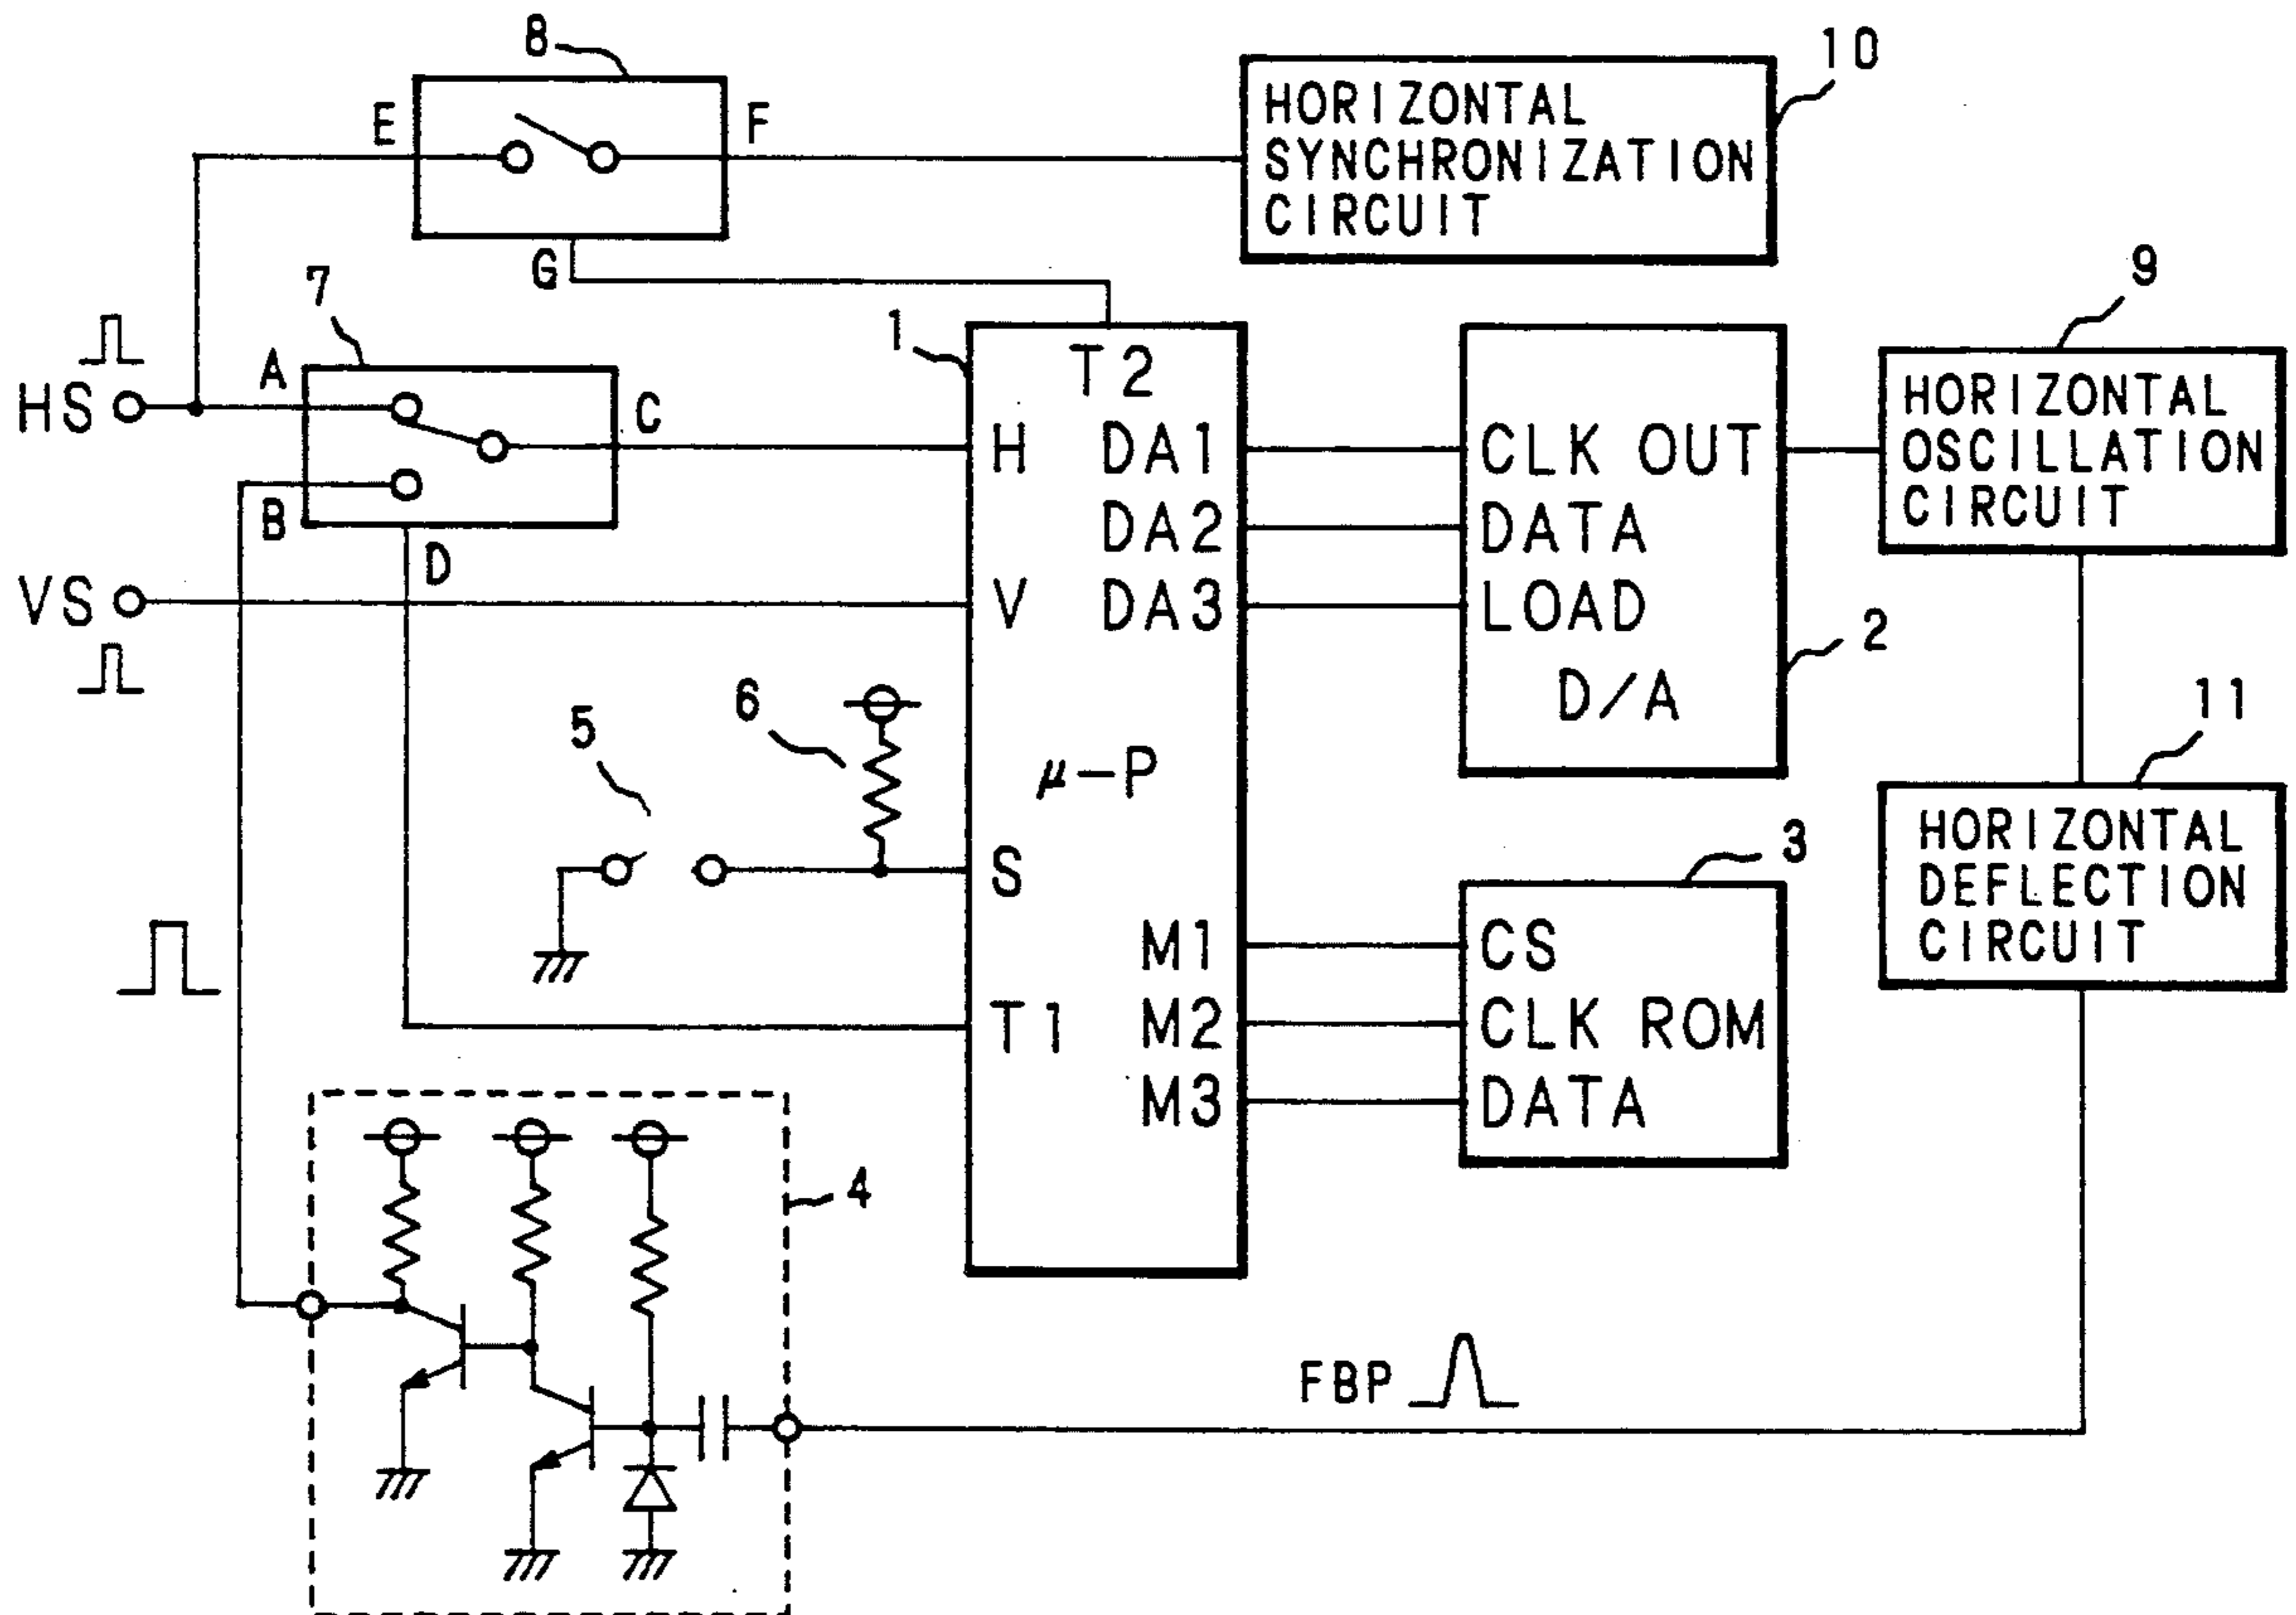 8
10
E
F
HORIZONTAL
SYNCHRONIZATION
CIRCUIT
G
7
1
9
HS
A
C
B
D
T2
H DA1
CLK OUT
HORIZONTAL
OSCILLATION
CIRCUIT
DA2
DATA
VS
V DA3
LOAD
2
D/A
5
6
μ-P
11
S
3
HORIZONTAL
DEFLECTION
CIRCUIT
M1
CS
T1 M2
CLK ROM
M3
DATA
4
FBP